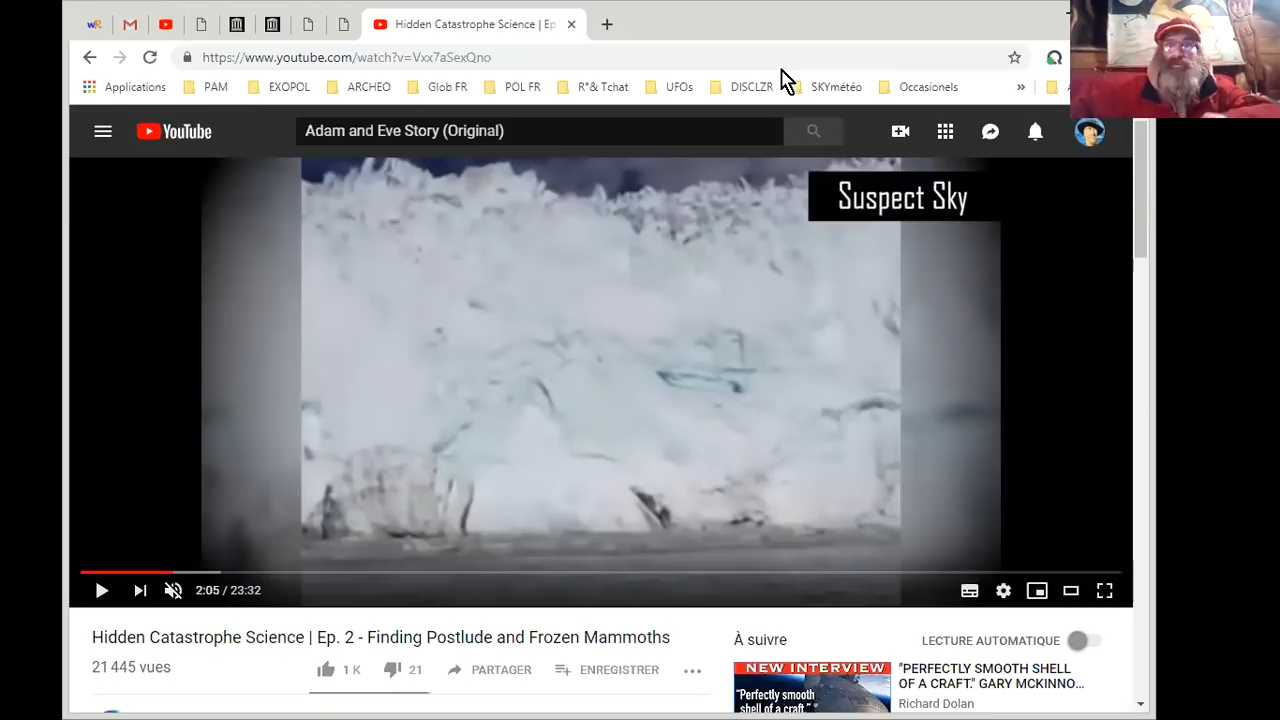 Hidden Catastrophe Science | Ep
https://www.youtube.com/watch?v=Vxx7aSexQno
Applications PAM EXOPOL ARCHEO Glob FR POL FR R°& Tchat UFOs DISCLZR SKYmétéo Occasionels »
YouTube
Adam and Eve Story (Original)
Suspect Sky
2:05 / 23:32
Hidden Catastrophe Science | Ep. 2 - Finding Postlude and Frozen Mammoths
21 445 vues
1 K 21 PARTAGER ENREGISTRER
À suivre
LECTURE AUTOMATIQUE
NEW INTERVIEW
"Perfectly smooth
shell of a craft."
"PERFECTLY SMOOTH SHELL
OF A CRAFT." GARY MCKINNO...
Richard Dolan